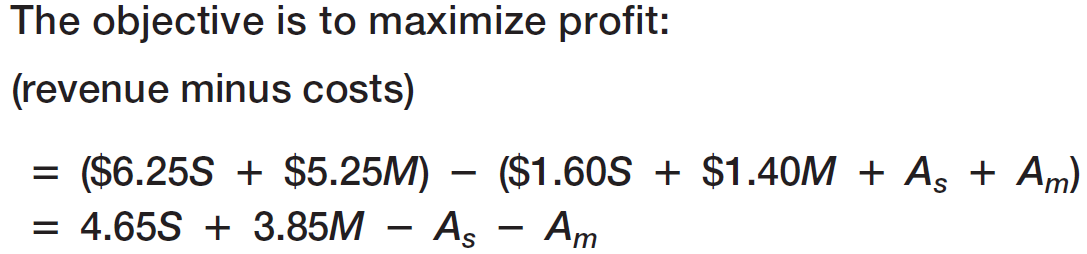 The objective is to maximize profit:
(revenue minus costs)
= ($6.25S + $5.25M) − ($1.60S + $1.40M + Aₛ + Aₘ)
= 4.65S + 3.85M − Aₛ − Aₘ